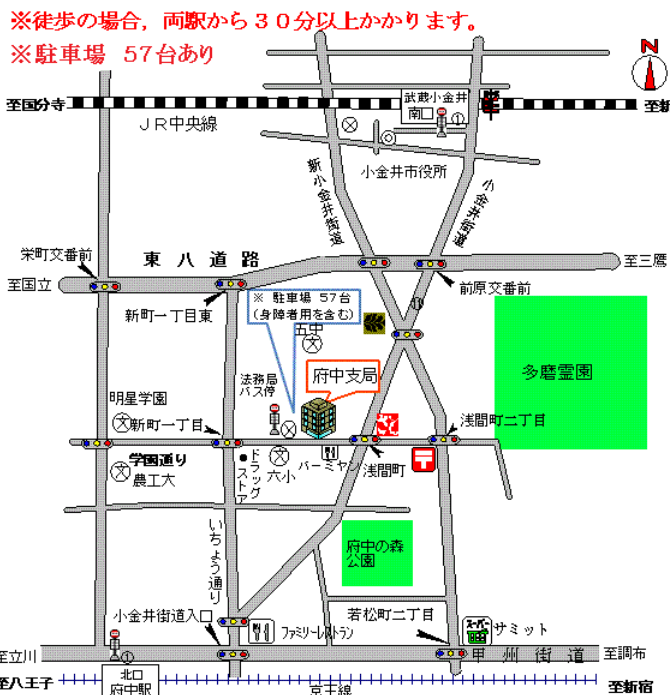 ※徒歩の場合，両駅から３０分以上かかります。
※駐車場 57台あり
N
至国分寺
武蔵小金井
南口
①
至新
ＪＲ中央線
文
◎
小金井市役所
新小金井街道
小金井街道
栄町交番前
東八道路
至三鷹
至国立
前原交番前
新町一丁目東
※ 駐車場 57台
(身障者用を含む)
①
五中
文
多磨霊園
法務局
バス停
府中支局
明星学園
文
新町一丁目
浅間町二丁目
学園通り
文
農工大
ドラッグストア
文
六小
バーミヤン
浅間町
〒
いちょう通り
府中の森
公園
小金井街道入口
ファミリーレストラン
若松町二丁目
スーパー
サミット
至立川
①
甲州街道
至調布
北口
府中駅
至八王子
京王線
至新宿